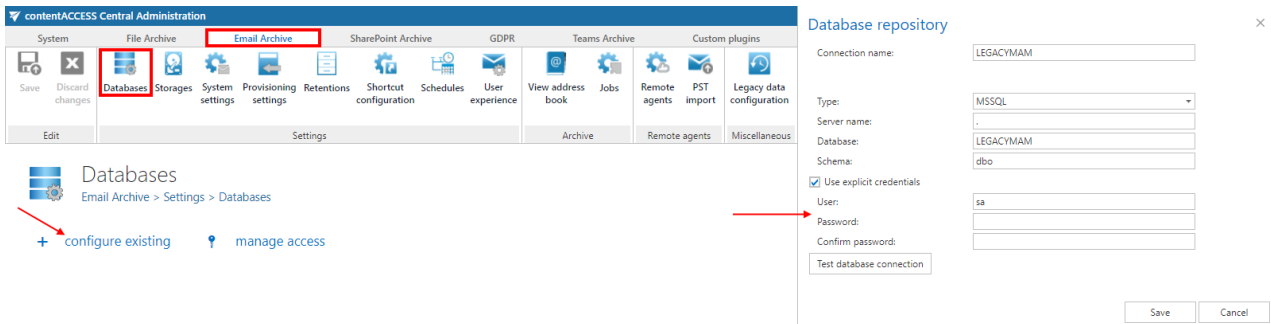 contentACCESS Central Administration
System File Archive Email Archive SharePoint Archive GDPR Teams Archive Custom plugins
Save Discard changes Databases Storages System settings Provisioning settings Retentions Shortcut configuration Schedules User experience View address book Jobs Remote agents PST import Legacy data configuration
Edit Settings Archive Remote agents Miscellaneous
Databases
Email Archive > Settings > Databases
+ configure existing manage access
Database repository
Connection name: LEGACYMAM
Type: MSSQL
Server name: .
Database: LEGACYMAM
Schema: dbo
Use explicit credentials
User: sa
Password:
Confirm password:
Test database connection
Save Cancel